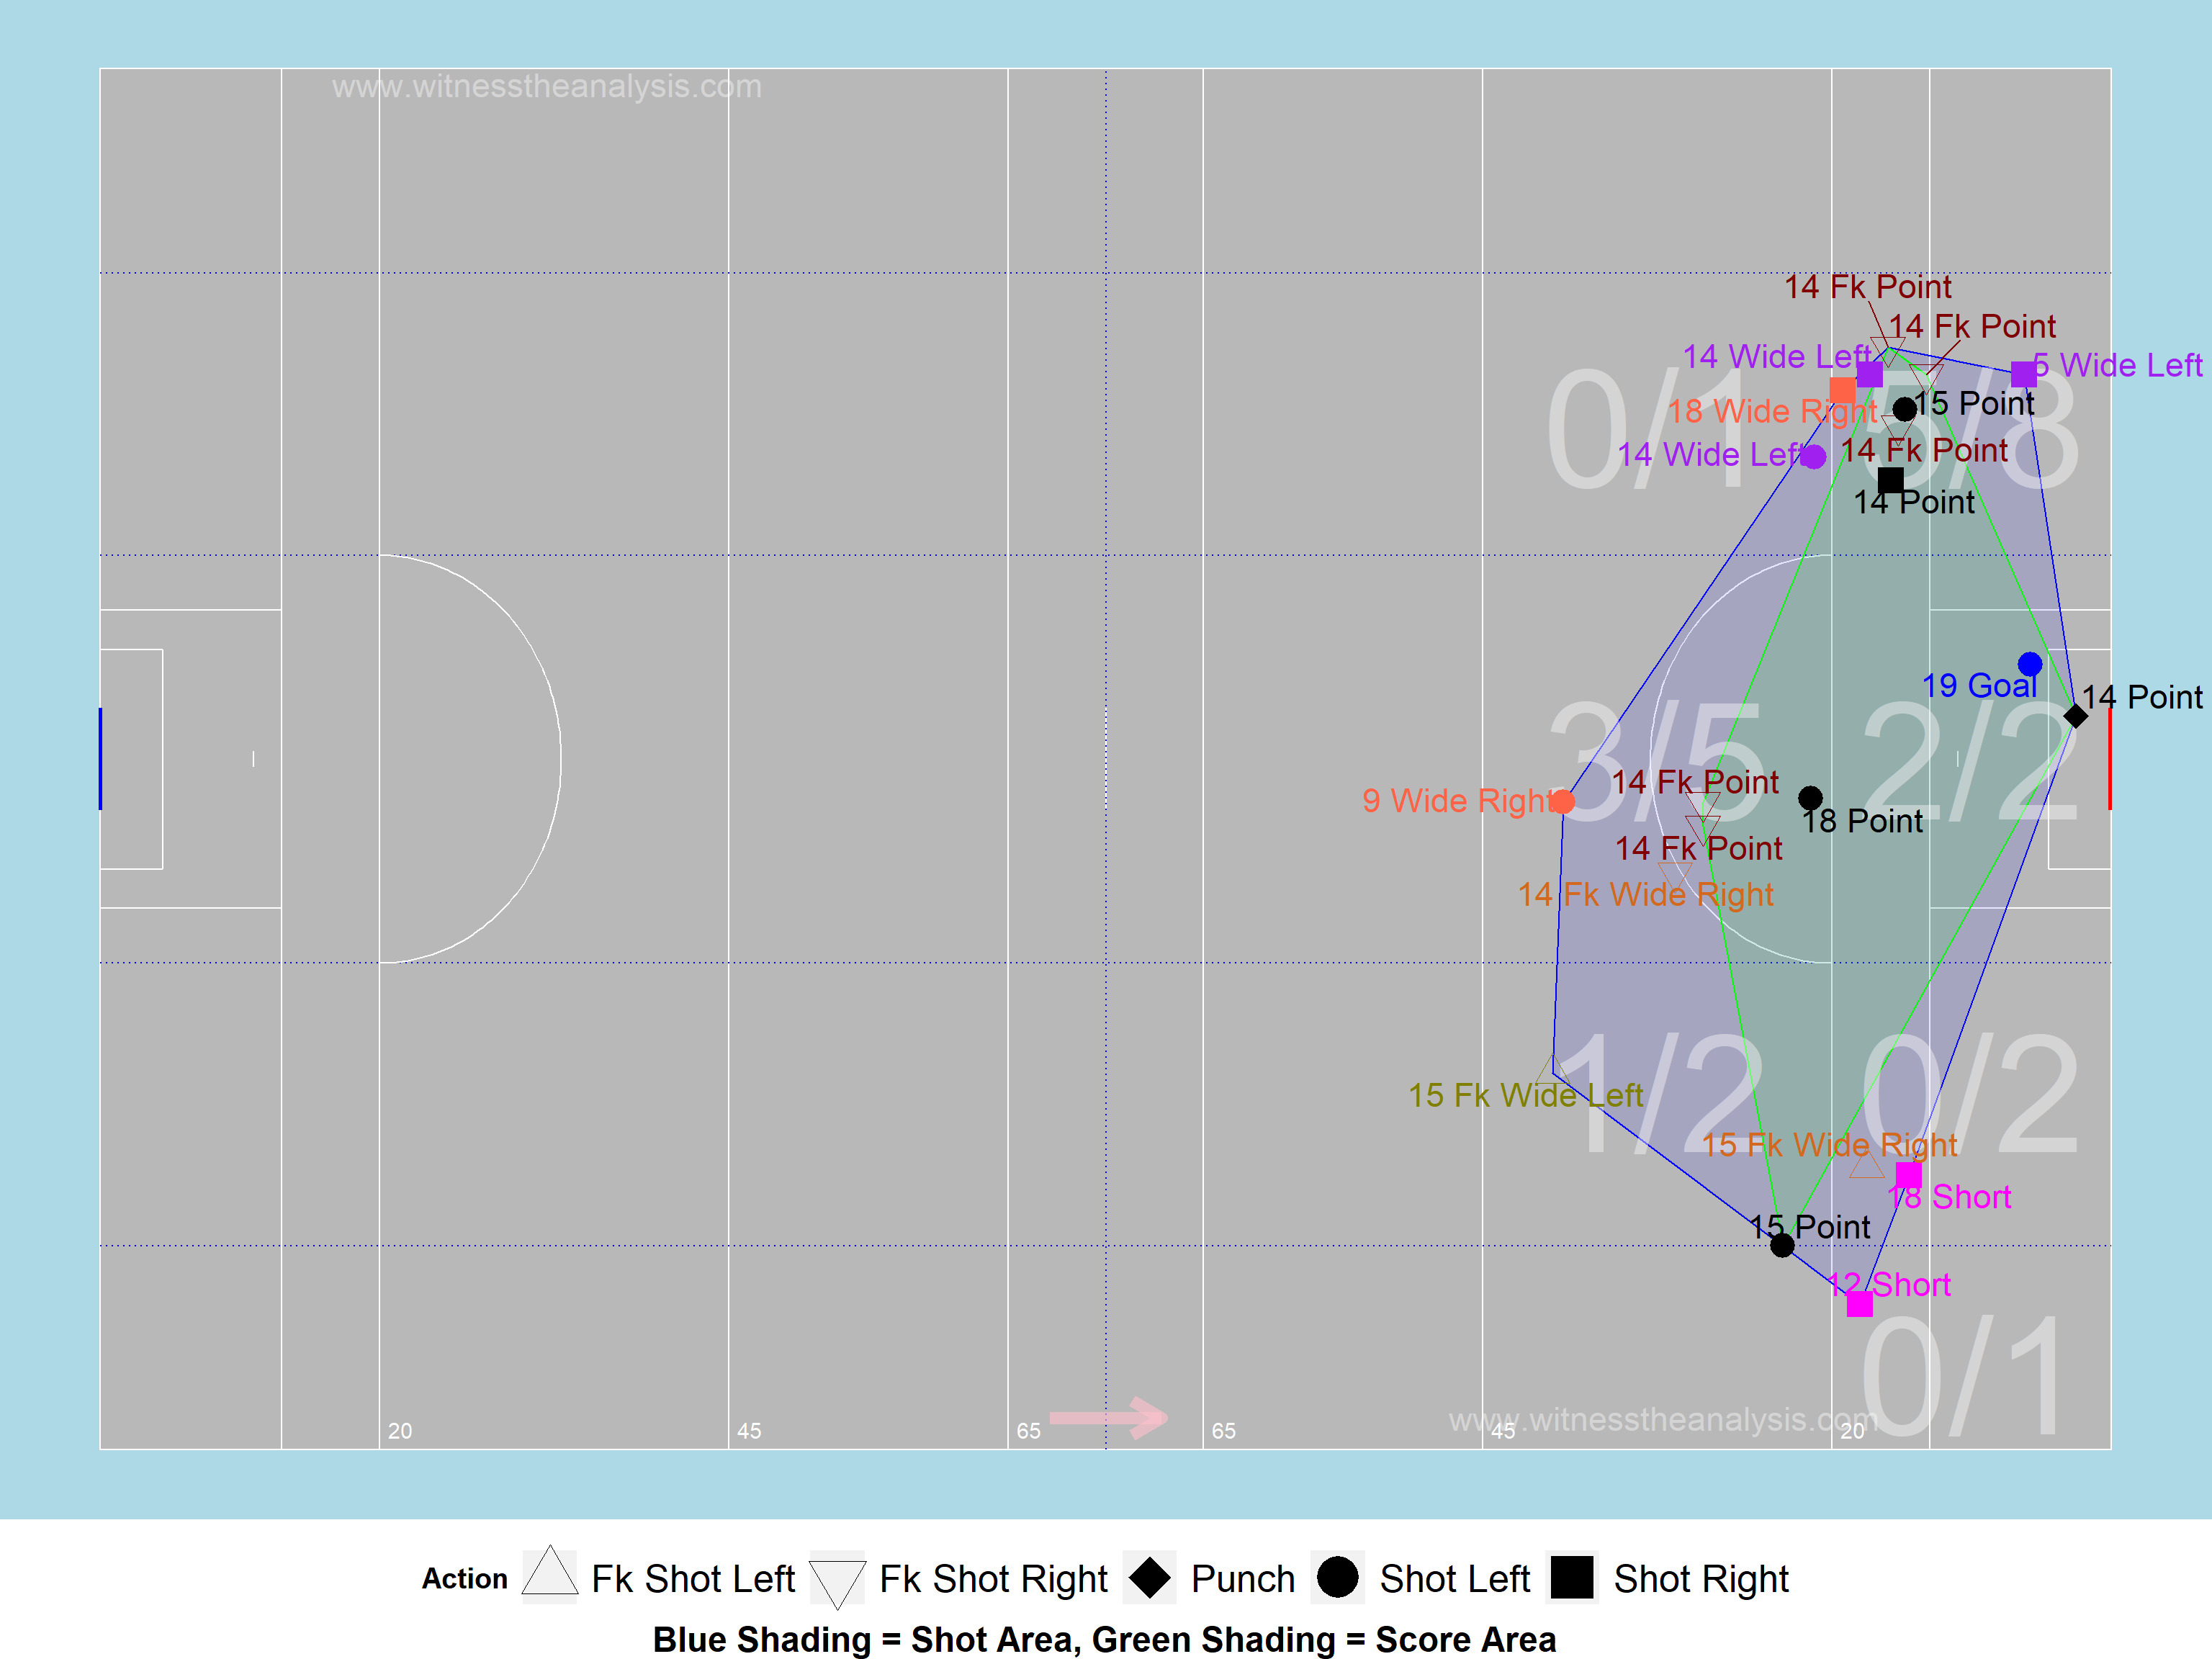 www.witnesstheanalysis.com
14 Fk Point
14 Fk Point
14 Wide Left
5 Wide Left
15 Point
18 Wide Right
0/1
5/8
14 Fk Point
14 Wide Left
14 Point
19 Goal
14 Point
3/5
2/2
14 Fk Point
9 Wide Right
18 Point
14 Fk Point
14 Fk Wide Right
15 Fk Wide Left
1/2
0/2
15 Fk Wide Right
18 Short
15 Point
12 Short
0/1
www.witnesstheanalysis.com
20 45 65 65 45 20
Action Fk Shot Left Fk Shot Right Punch Shot Left Shot Right
Blue Shading = Shot Area, Green Shading = Score Area